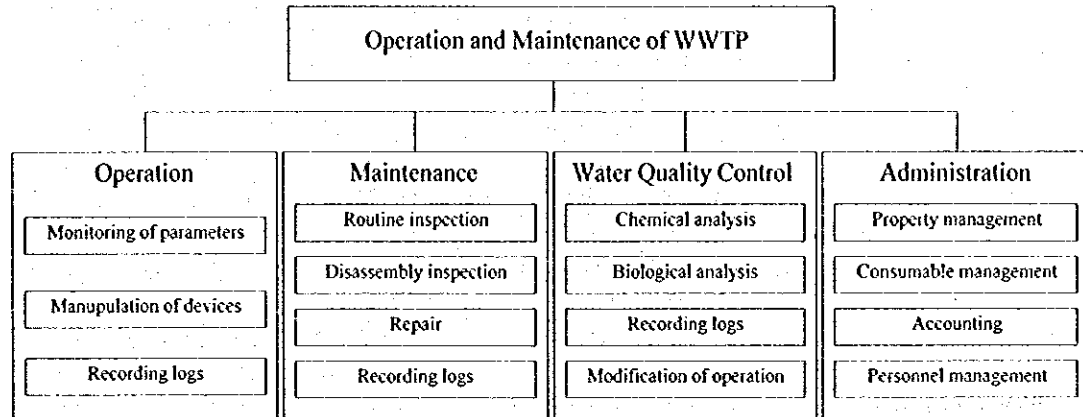 Operation and Maintenance of WWTP
Operation
Monitoring of parameters
Manupulation of devices
Recording logs
Maintenance
Routine inspection
Disassembly inspection
Repair
Recording logs
Water Quality Control
Chemical analysis
Biological analysis
Recording logs
Modification of operation
Administration
Property management
Consumable management
Accounting
Personnel management